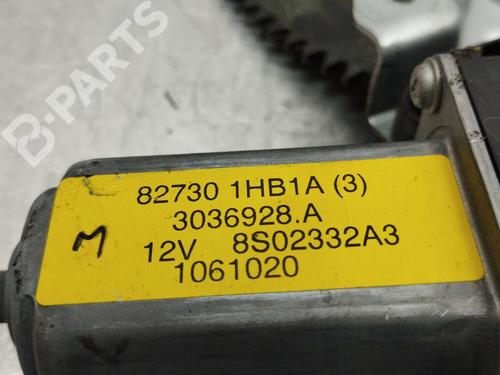 B-PARTS
82730 1HB1A (3)
3036928.A
M 12V 8S02332A3
1061020